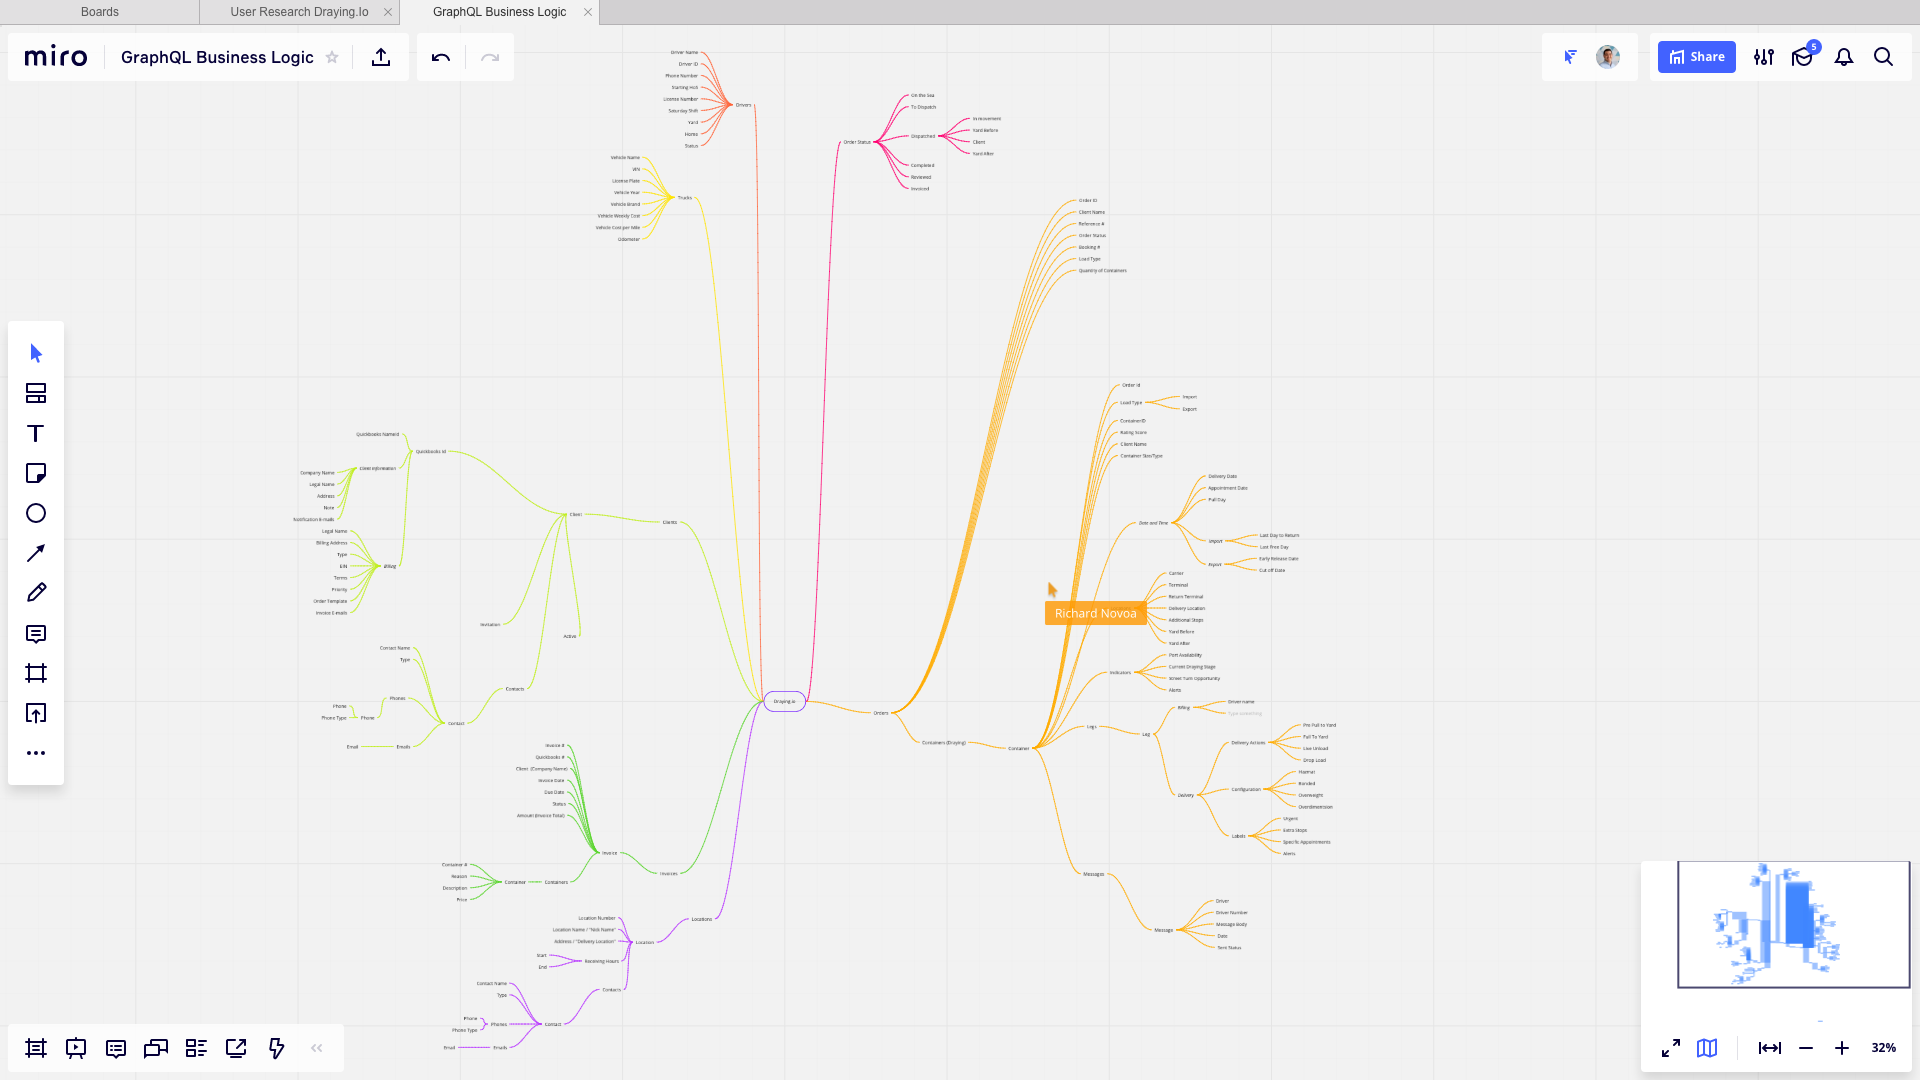 Boards
User Research Draying.Io
GraphQL Business Logic
miro
GraphQL Business Logic
Share
5
Driver Name
Driver ID
Phone Number
Starting HUB
License Number
Saturday Shift
Yard
Home
Status
Drivers
Vehicle Name
VIN
License Plate
Vehicle Year
Vehicle Brand
Vehicle Weekly Cost
Vehicle Cost per Mile
Odometer
Trucks
Order Status
On the Sea
To Dispatch
Dispatched
In movement
Yard Before
Client
Yard After
Completed
Reviewed
Invoiced
Order ID
Client Name
Reference #
Order Status
Booking #
Load Type
Quantity of Containers
Order Id
Load Type
Import
Export
ContainerID
Rating Score
Client Name
Container Size/Type
Date and Time
Delivery Date
Appointment Date
Pull Day
Import
Last Day to Return
Last Free Day
Export
Early Release Date
Cut off Date
Carrier
Terminal
Return Terminal
Delivery Location
Additional Stops
Yard Before
Yard After
Richard Novoa
Indicators
Port Availability
Current Draying Stage
Street Turn Opportunity
Alerts
Legs
Leg
Billing
Driver name
Type something
Delivery
Delivery Actions
Pre Pull to Yard
Pull To Yard
Live Unload
Drop Load
Configuration
Hazmat
Bonded
Overweight
Overdimension
Labels
Urgent
Extra Stops
Specific Appointments
Alerts
Messages
Message
Driver
Driver Number
Message Body
Date
Sent Status
Draying.io
Orders
Containers (Draying)
Container
QuickBooks NameId
QuickBooks Id
Client Information
Company Name
Legal Name
Address
Note
Notification E-mails
Legal Name
Billing Address
Type
EIN
Terms
Priority
Order Template
Invoice E-mails
Billing
Client
Clients
Invitation
Active
Contacts
Contact Name
Type
Phones
Phone
Phone
Phone Type
Contact
Email
Emails
Invoice #
Quickbooks #
Client (Company Name)
Invoice Date
Due Date
Status
Amount (Invoice Total)
Invoice
Invoices
Container #
Reason
Description
Price
Container
Containers
Locations
Location
Location Number
Location Name / "Nick Name"
Address / "Delivery Location"
Start
End
Receiving Hours
Contacts
Contact Name
Type
Phone
Phone Type
Phones
Contact
Email
Emails
32%